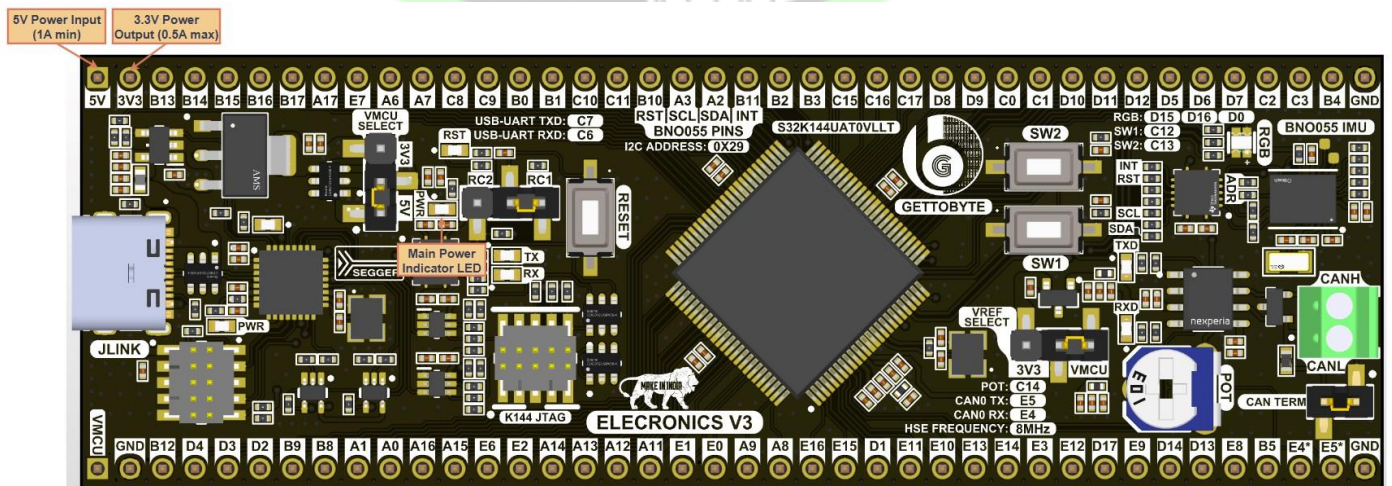 5V Power Input
(1A min)
3.3V Power
Output (0.5A max)
5V 3V3 B13 B14 B15 B16 B17 A17 E7 A6 A7 C8 C9 B0 B1 C10 C11 B10 A3 A2 B11 B2 B3 C15 C16 C17 D8 D9 C0 C1 D10 D11 D12 D5 D6 D7 C2 C3 B4 GND
VMCU
SELECT
3V3
5V
RST
PWR
USB-UART TXD: C7
USB-UART RXD: C6
RST SCL SDA INT
BNO055 PINS
I2C ADDRESS: 0X29
S32K144UAT0VLLT
RGB: D15 D16 D0
SW1: C12
SW2: C13
RGB
BNO055 IMU
AMS
RC2
RC1
RESET
G
GETTOBYTE
SW2
SW1
INT
RST
SCL
SDA
ADR
TXD
RXD
Main Power
Indicator LED
SEGGER
TX
RX
PWR
JLINK
K144 JTAG
MAKE IN INDIA
ELECRONICS V3
VREF
SELECT
3V3
VMCU
POT: C14
CAN0 TX: E5
CAN0 RX: E4
HSE FREQUENCY: 8MHz
nexperia
EDI
POT
CANH
CANL
CAN TERM
VMCU GND B12 D4 D3 D2 B9 B8 A1 A0 A16 A15 E6 E2 A14 A13 A12 A11 E1 E0 A9 A8 E16 E15 D1 E11 E10 E13 E14 E3 E12 D17 E9 D14 D13 E8 B5 E4* E5* GND